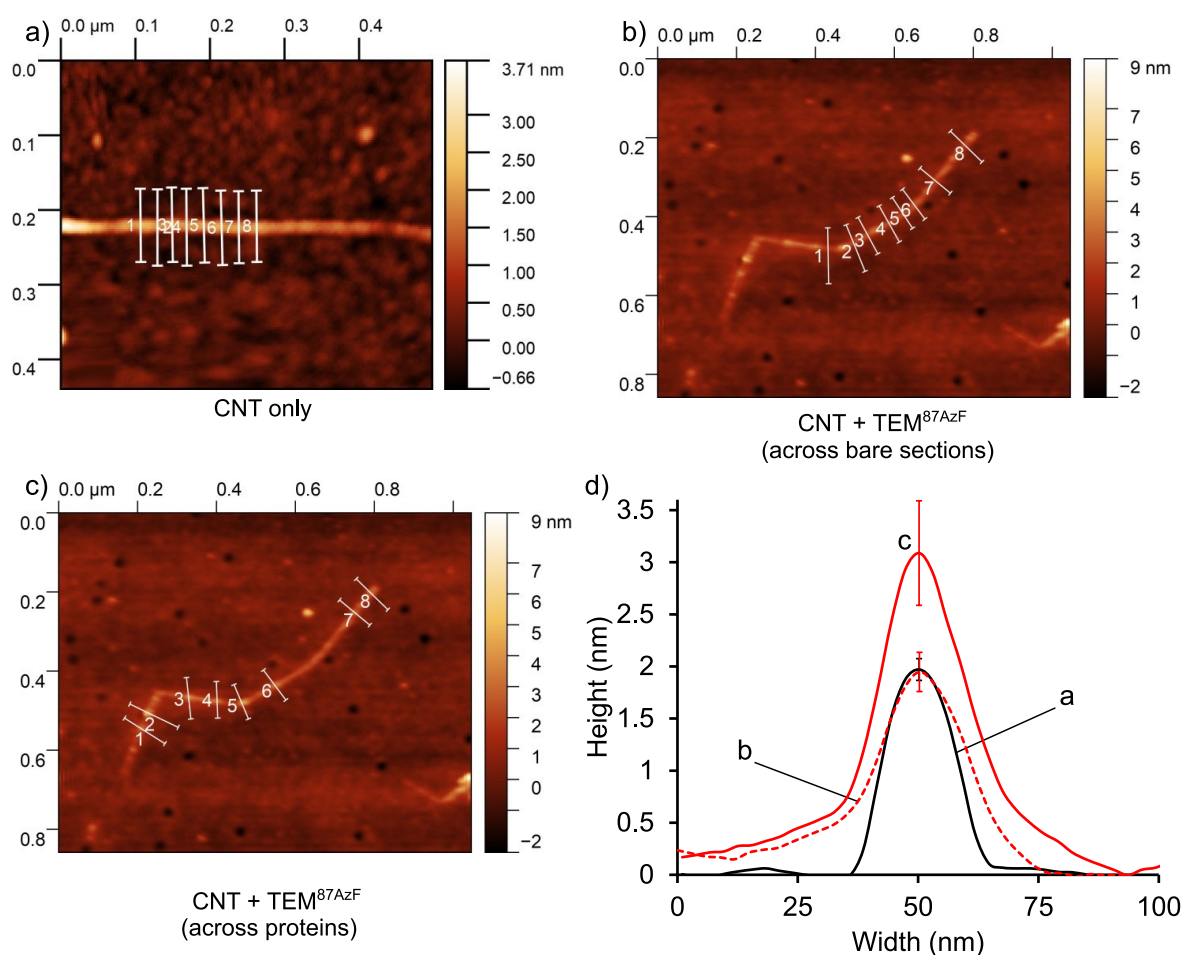 a)
0.0 µm 0.1 0.2 0.4
0.0
0.1
0.2
0.3
0.4
1 3 2 4 5 6 7 8
3.71 nm
3.00
2.50
2.00
1.50
1.00
0.50
0.00
−0.66
CNT only
b)
0.0 µm 0.2 0.4 0.6 0.8
0.0
0.2
0.4
0.6
0.8
1 2 3 4 5 6 7 8
9 nm
7
6
5
4
3
2
1
0
−2
CNT + TEM87AzF
(across bare sections)
c)
0.0 µm 0.2 0.4 0.6 0.8
0.0
0.2
0.4
0.6
0.8
1 2 3 4 5 6 7 8
9 nm
7
6
5
4
3
2
1
0
−2
CNT + TEM87AzF
(across proteins)
d)
3.5
3
2.5
2
1.5
1
0.5
0
Height (nm)
c
a
b
0 25 50 75 100
Width (nm)